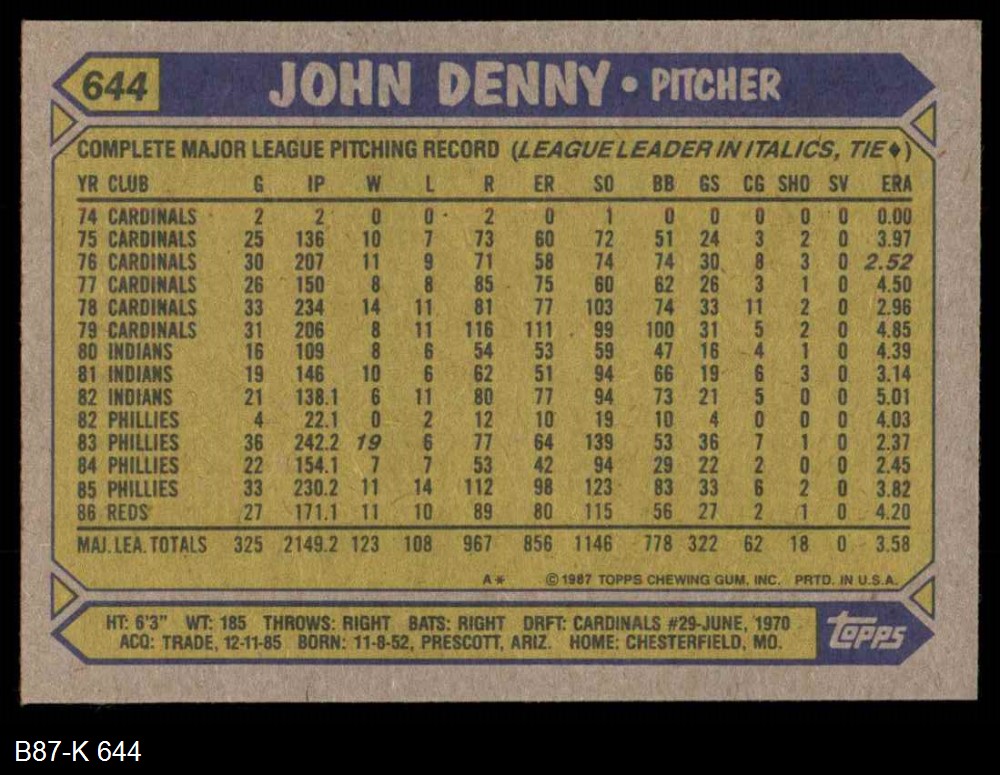 644 JOHN DENNY • PITCHER
COMPLETE MAJOR LEAGUE PITCHING RECORD (LEAGUE LEADER IN ITALICS, TIE♦)
YR CLUB G IP W L R ER SO BB GS CG SHO SV ERA
74 CARDINALS 2 2 0 0 2 0 1 0 0 0 0 0 0.00
75 CARDINALS 25 136 10 7 73 60 72 51 24 3 2 0 3.97
76 CARDINALS 30 207 11 9 71 58 74 74 30 8 3 0 2.52
77 CARDINALS 26 150 8 8 85 75 60 62 26 3 1 0 4.50
78 CARDINALS 33 234 14 11 81 77 103 74 33 11 2 0 2.96
79 CARDINALS 31 206 8 11 116 111 99 100 31 5 2 0 4.85
80 INDIANS 16 109 8 6 54 53 59 47 16 4 1 0 4.39
81 INDIANS 19 146 10 6 62 51 94 66 19 6 3 0 3.14
82 INDIANS 21 138.1 6 11 80 77 94 73 21 5 0 0 5.01
82 PHILLIES 4 22.1 0 2 12 10 19 10 4 0 0 0 4.03
83 PHILLIES 36 242.2 19 6 77 64 139 53 36 7 1 0 2.37
84 PHILLIES 22 154.1 7 7 53 42 94 29 22 2 0 0 2.45
85 PHILLIES 33 230.2 11 14 112 98 123 83 33 6 2 0 3.82
86 REDS 27 171.1 11 10 89 80 115 56 27 2 1 0 4.20
MAJ. LEA. TOTALS 325 2149.2 123 108 967 856 1146 778 322 62 18 0 3.58
A* © 1987 TOPPS CHEWING GUM, INC. PRTD. IN U.S.A.
HT: 6'3" WT: 185 THROWS: RIGHT BATS: RIGHT DRFT: CARDINALS #29-JUNE, 1970
ACQ: TRADE, 12-11-85 BORN: 11-8-52, PRESCOTT, ARIZ. HOME: CHESTERFIELD, MO.
topps
B87-K 644